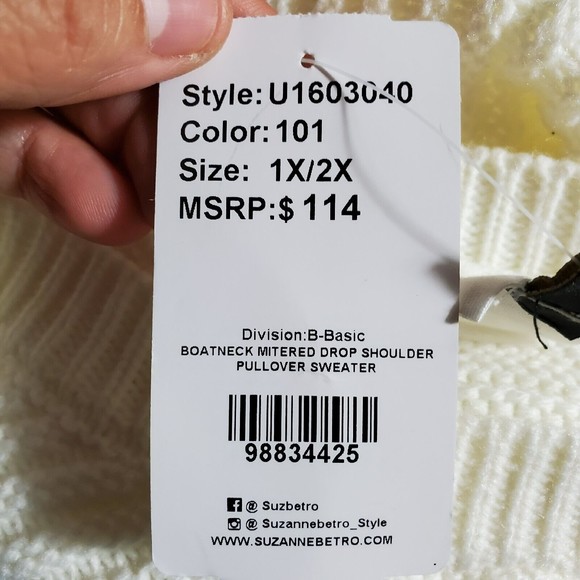 Style: U1603040
Color: 101
Size: 1X/2X
MSRP:$ 114
Division:B-Basic
BOATNECK MITERED DROP SHOULDER
PULLOVER SWEATER
98834425
@ Suzbetro
@ Suzannebetro_Style
WWW.SUZANNEBETRO.COM